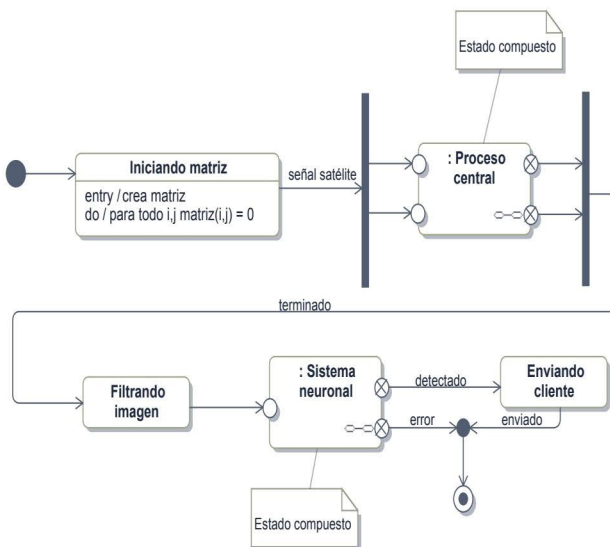 Estado compuesto
Iniciando matriz
entry / crea matriz
do / para todo i,j matriz(i,j) = 0
señal satélite
: Proceso
central
terminado
Filtrando
imagen
: Sistema
neuronal
detectado
error
Enviando
cliente
enviado
Estado compuesto